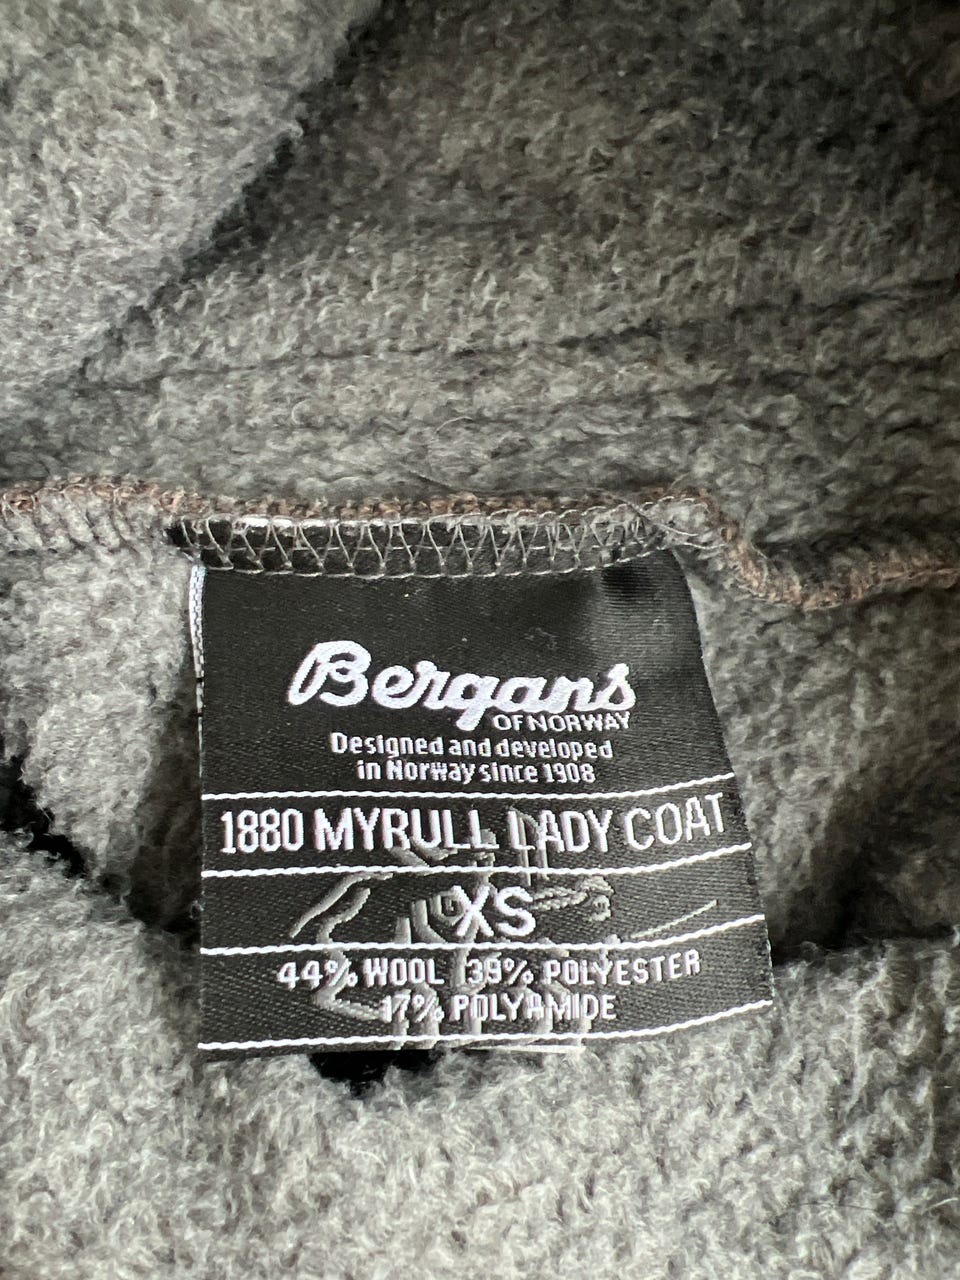 Bergans
OF NORWAY
Designed and developed
in Norway since 1908
1880 MYRULL LADY COAT
XS
44% WOOL 39% POLYESTER
17% POLYAMIDE